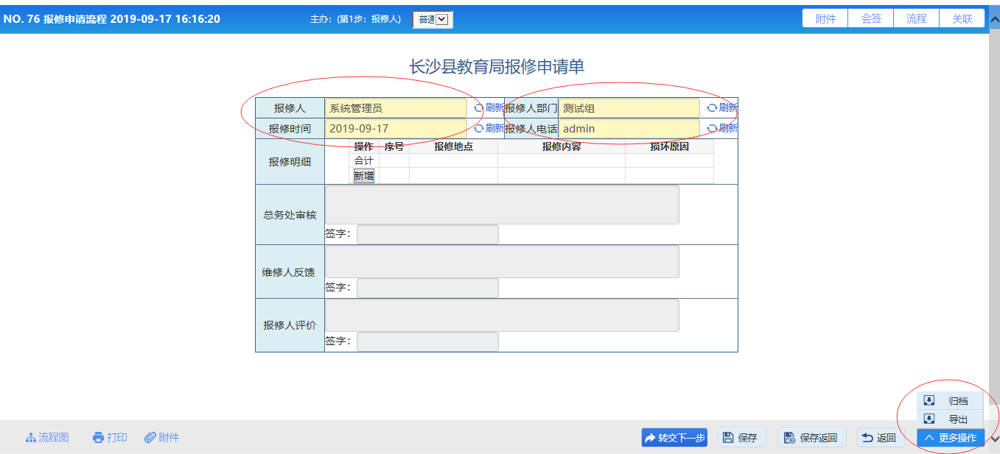 NO. 76 报修申请流程 2019-09-17 16:16:20 主办：(第1步：报修人) 普通 附件 会签 流程 关联
长沙县教育局报修申请单
报修人 系统管理员 刷新 报修人部门 测试组 刷新
报修时间 2019-09-17 刷新 报修人电话 admin 刷新
报修明细
操作 序号 报修地点 报修内容 损坏原因
合计
新增
总务处审核
签字：
维修人反馈
签字：
报修人评价
签字：
归档
导出
流程图 打印 附件 转交下一步 保存 保存返回 返回 更多操作